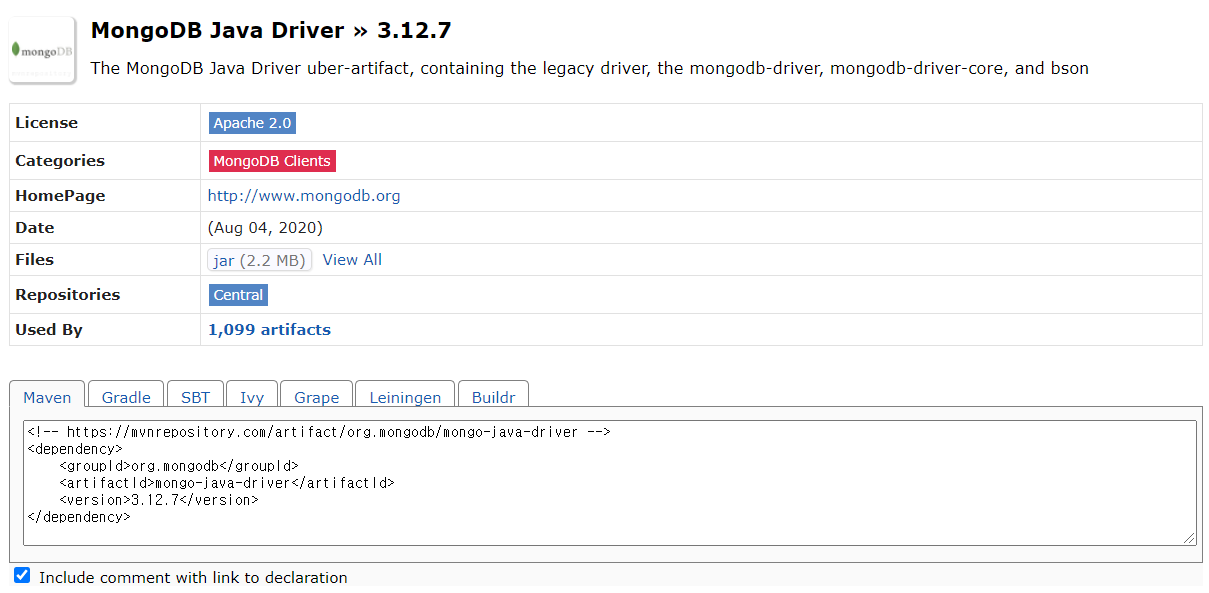 mongoDB
MongoDB Java Driver » 3.12.7
The MongoDB Java Driver uber-artifact, containing the legacy driver, the mongodb-driver, mongodb-driver-core, and bson
License Apache 2.0
Categories MongoDB Clients
HomePage http://www.mongodb.org
Date (Aug 04, 2020)
Files jar (2.2 MB) View All
Repositories Central
Used By 1,099 artifacts
Maven Gradle SBT Ivy Grape Leiningen Buildr
<!-- https://mvnrepository.com/artifact/org.mongodb/mongo-java-driver -->
<dependency>
    <groupId>org.mongodb</groupId>
    <artifactId>mongo-java-driver</artifactId>
    <version>3.12.7</version>
</dependency>
Include comment with link to declaration